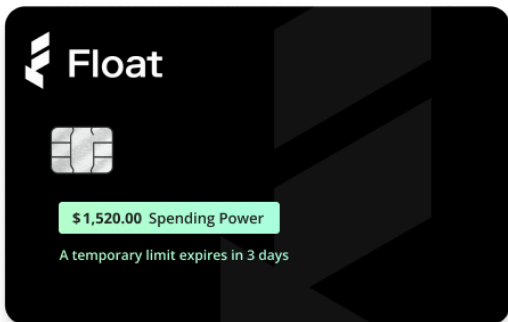 Float
$1,520.00 Spending Power
A temporary limit expires in 3 days